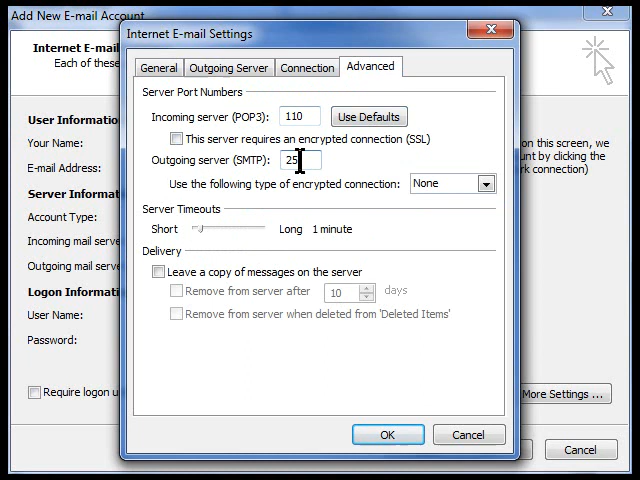 Add New E-mail Account
Internet E-mail Settings
Internet E-ma
Each of these
General
Outgoing Server
Connection
Advanced
Server Port Numbers
Incoming server (POP3): 110 Use Defaults
This server requires an encrypted connection (SSL)
Outgoing server (SMTP): 25
Use the following type of encrypted connection: None
Server Timeouts
Short Long 1 minute
Delivery
Leave a copy of messages on the server
Remove from server after 10 days
Remove from server when deleted from 'Deleted Items'
OK Cancel
User Informatio
Your Name:
E-mail Address:
Server Informat
Account Type:
Incoming mail serve
Outgoing mail serve
Logon Informati
User Name:
Password:
Require logon u
on this screen, we
unt by clicking the
rk connection)
More Settings ...
Cancel